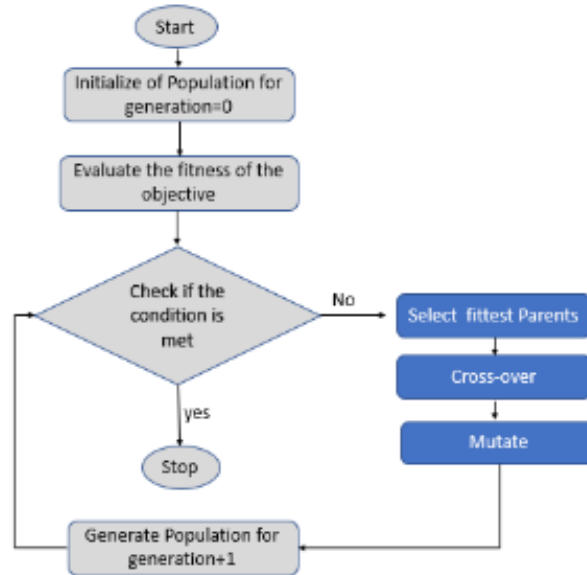 Start
Initialize of Population for
generation=0
Evaluate the fitness of the
objective
Check if the
condition is
met
No
Select fittest Parents
Cross-over
Mutate
yes
Stop
Generate Population for
generation+1